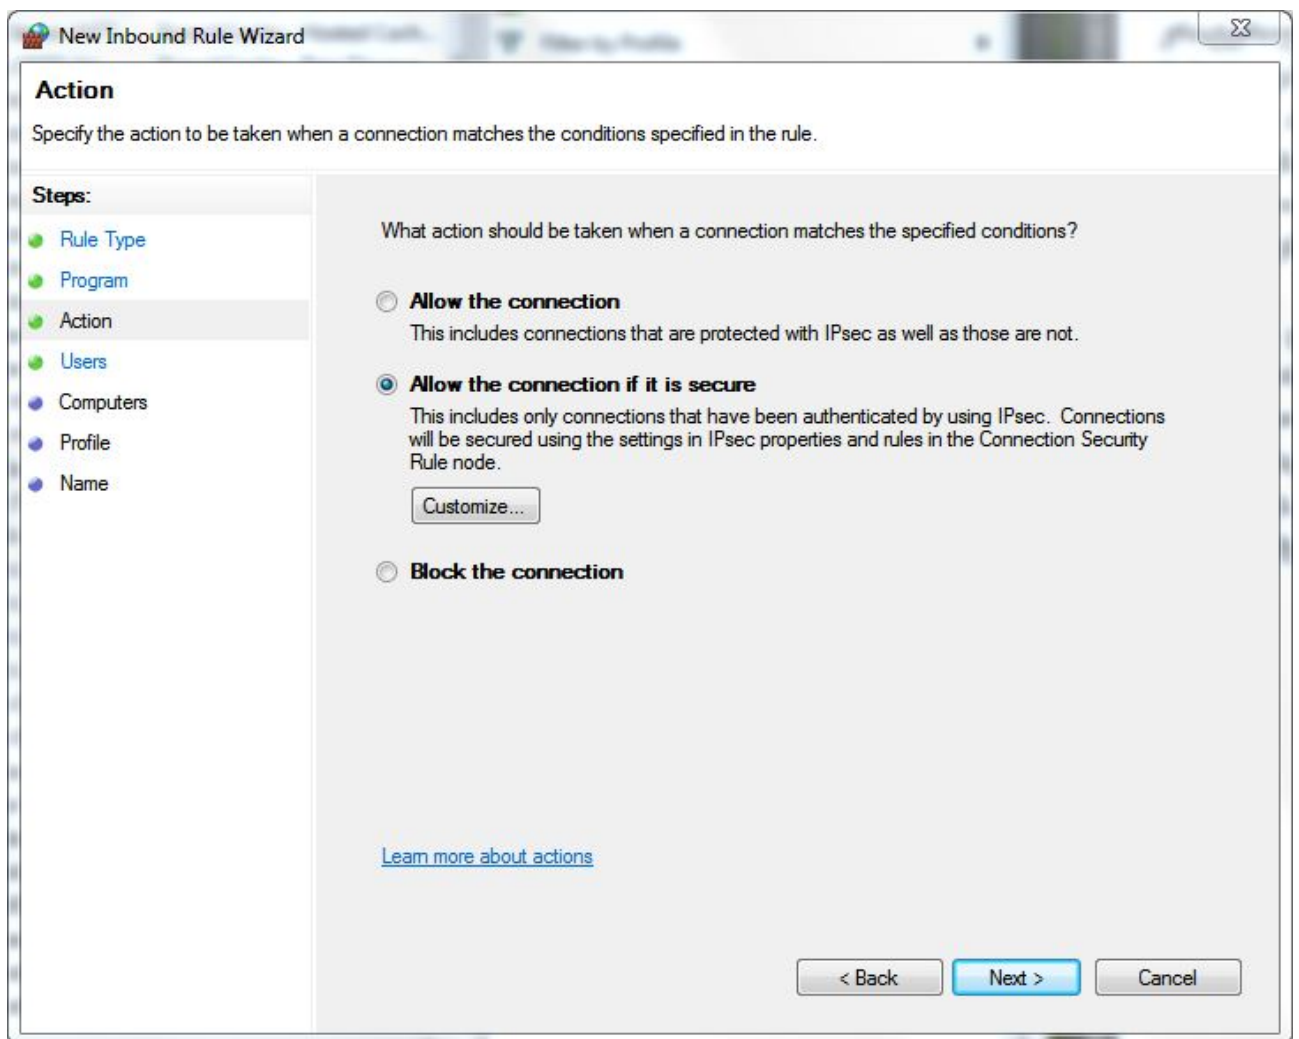 New Inbound Rule Wizard
Action
Specify the action to be taken when a connection matches the conditions specified in the rule.
Steps:
Rule Type
Program
Action
Users
Computers
Profile
Name
What action should be taken when a connection matches the specified conditions?
Allow the connection
This includes connections that are protected with IPsec as well as those are not.
Allow the connection if it is secure
This includes only connections that have been authenticated by using IPsec. Connections
will be secured using the settings in IPsec properties and rules in the Connection Security
Rule node.
Customize...
Block the connection
Learn more about actions
< Back
Next >
Cancel